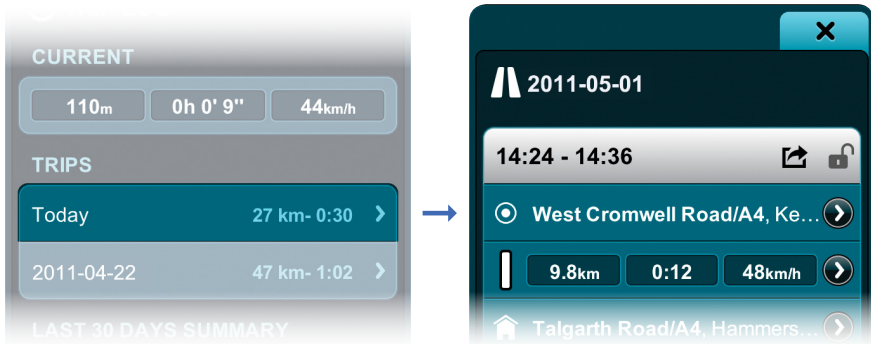 CURRENT
110m 0h 0' 9" 44km/h
TRIPS
Today 27 km- 0:30
2011-04-22 47 km- 1:02
LAST 30 DAYS SUMMARY
2011-05-01
14:24 - 14:36
West Cromwell Road/A4, Ke...
9.8km 0:12 48km/h
Talgarth Road/A4, Hammers...